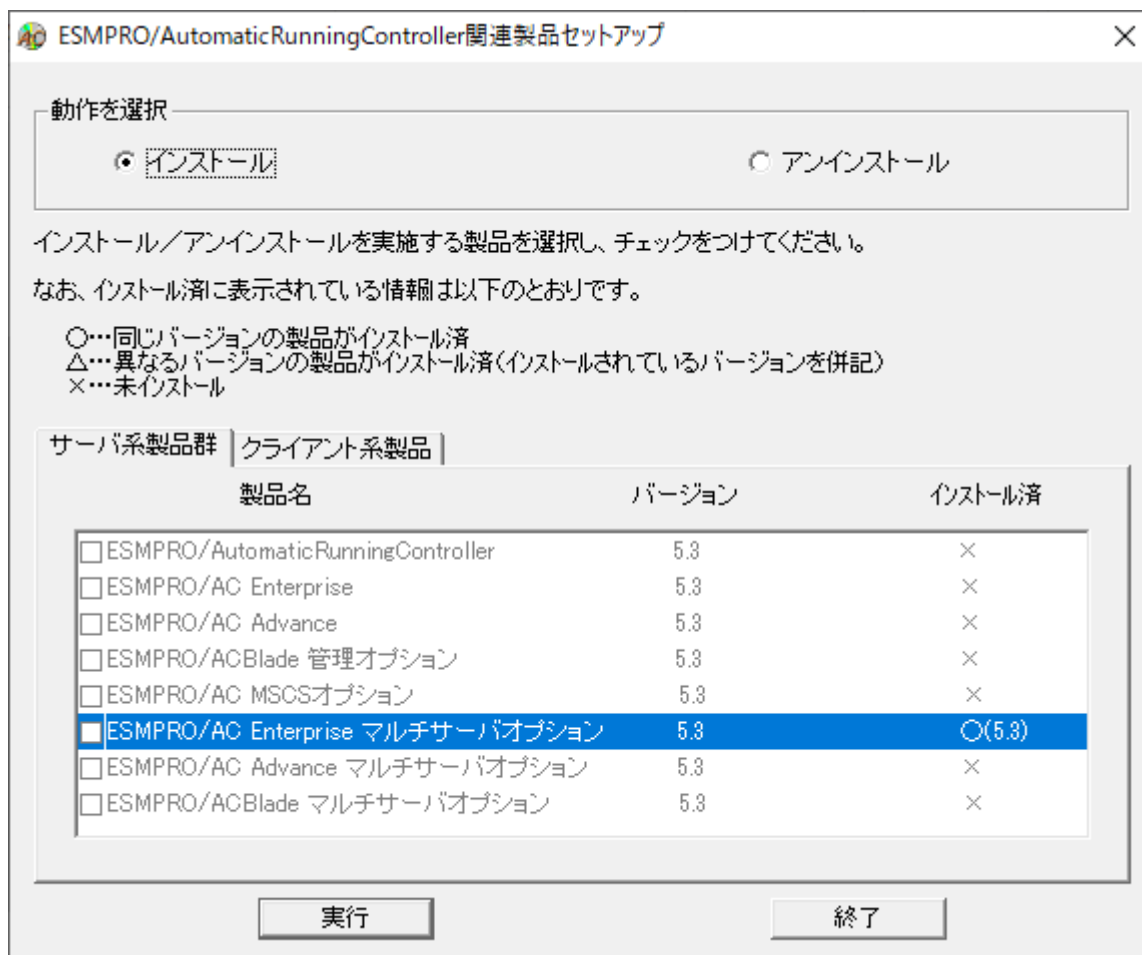 ESMPRO/AutomaticRunningController関連製品セットアップ
動作を選択
インストール アンインストール
インストール／アンインストールを実施する製品を選択し、チェックをつけてください。
なお、インストール済に表示されている情報は以下のとおりです。
○…同じバージョンの製品がインストール済
△…異なるバージョンの製品がインストール済(インストールされているバージョンを併記)
×…未インストール
サーバ系製品群 クライアント系製品
製品名 バージョン インストール済
ESMPRO/AutomaticRunningController 5.3 ×
ESMPRO/AC Enterprise 5.3 ×
ESMPRO/AC Advance 5.3 ×
ESMPRO/ACBlade 管理オプション 5.3 ×
ESMPRO/AC MSCSオプション 5.3 ×
ESMPRO/AC Enterprise マルチサーバオプション 5.3 ○(5.3)
ESMPRO/AC Advance マルチサーバオプション 5.3 ×
ESMPRO/ACBlade マルチサーバオプション 5.3 ×
実行 終了